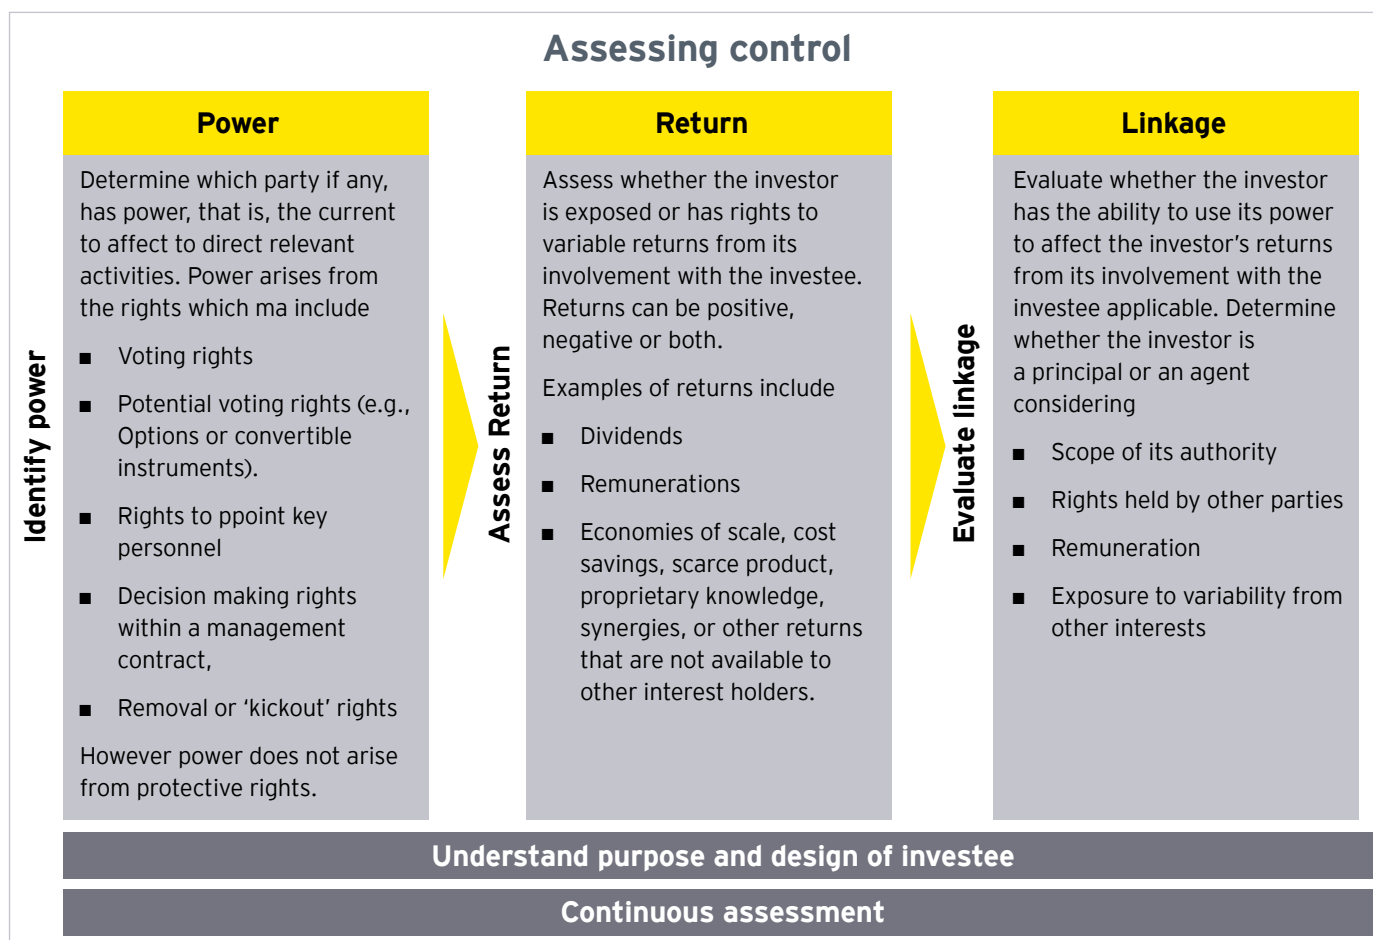 Assessing control
Identify power
Power
Determine which party if any,
has power, that is, the current
to affect to direct relevant
activities. Power arises from
the rights which ma include
■ Voting rights
■ Potential voting rights (e.g.,
Options or convertible
instruments).
■ Rights to ppoint key
personnel
■ Decision making rights
within a management
contract,
■ Removal or ‘kickout’ rights
However power does not arise
from protective rights.
Assess Return
Return
Assess whether the investor
is exposed or has rights to
variable returns from its
involvement with the investee.
Returns can be positive,
negative or both.
Examples of returns include
■ Dividends
■ Remunerations
■ Economies of scale, cost
savings, scarce product,
proprietary knowledge,
synergies, or other returns
that are not available to
other interest holders.
Evaluate linkage
Linkage
Evaluate whether the investor
has the ability to use its power
to affect the investor’s returns
from its involvement with the
investee applicable. Determine
whether the investor is
a principal or an agent
considering
■ Scope of its authority
■ Rights held by other parties
■ Remuneration
■ Exposure to variability from
other interests
Understand purpose and design of investee
Continuous assessment